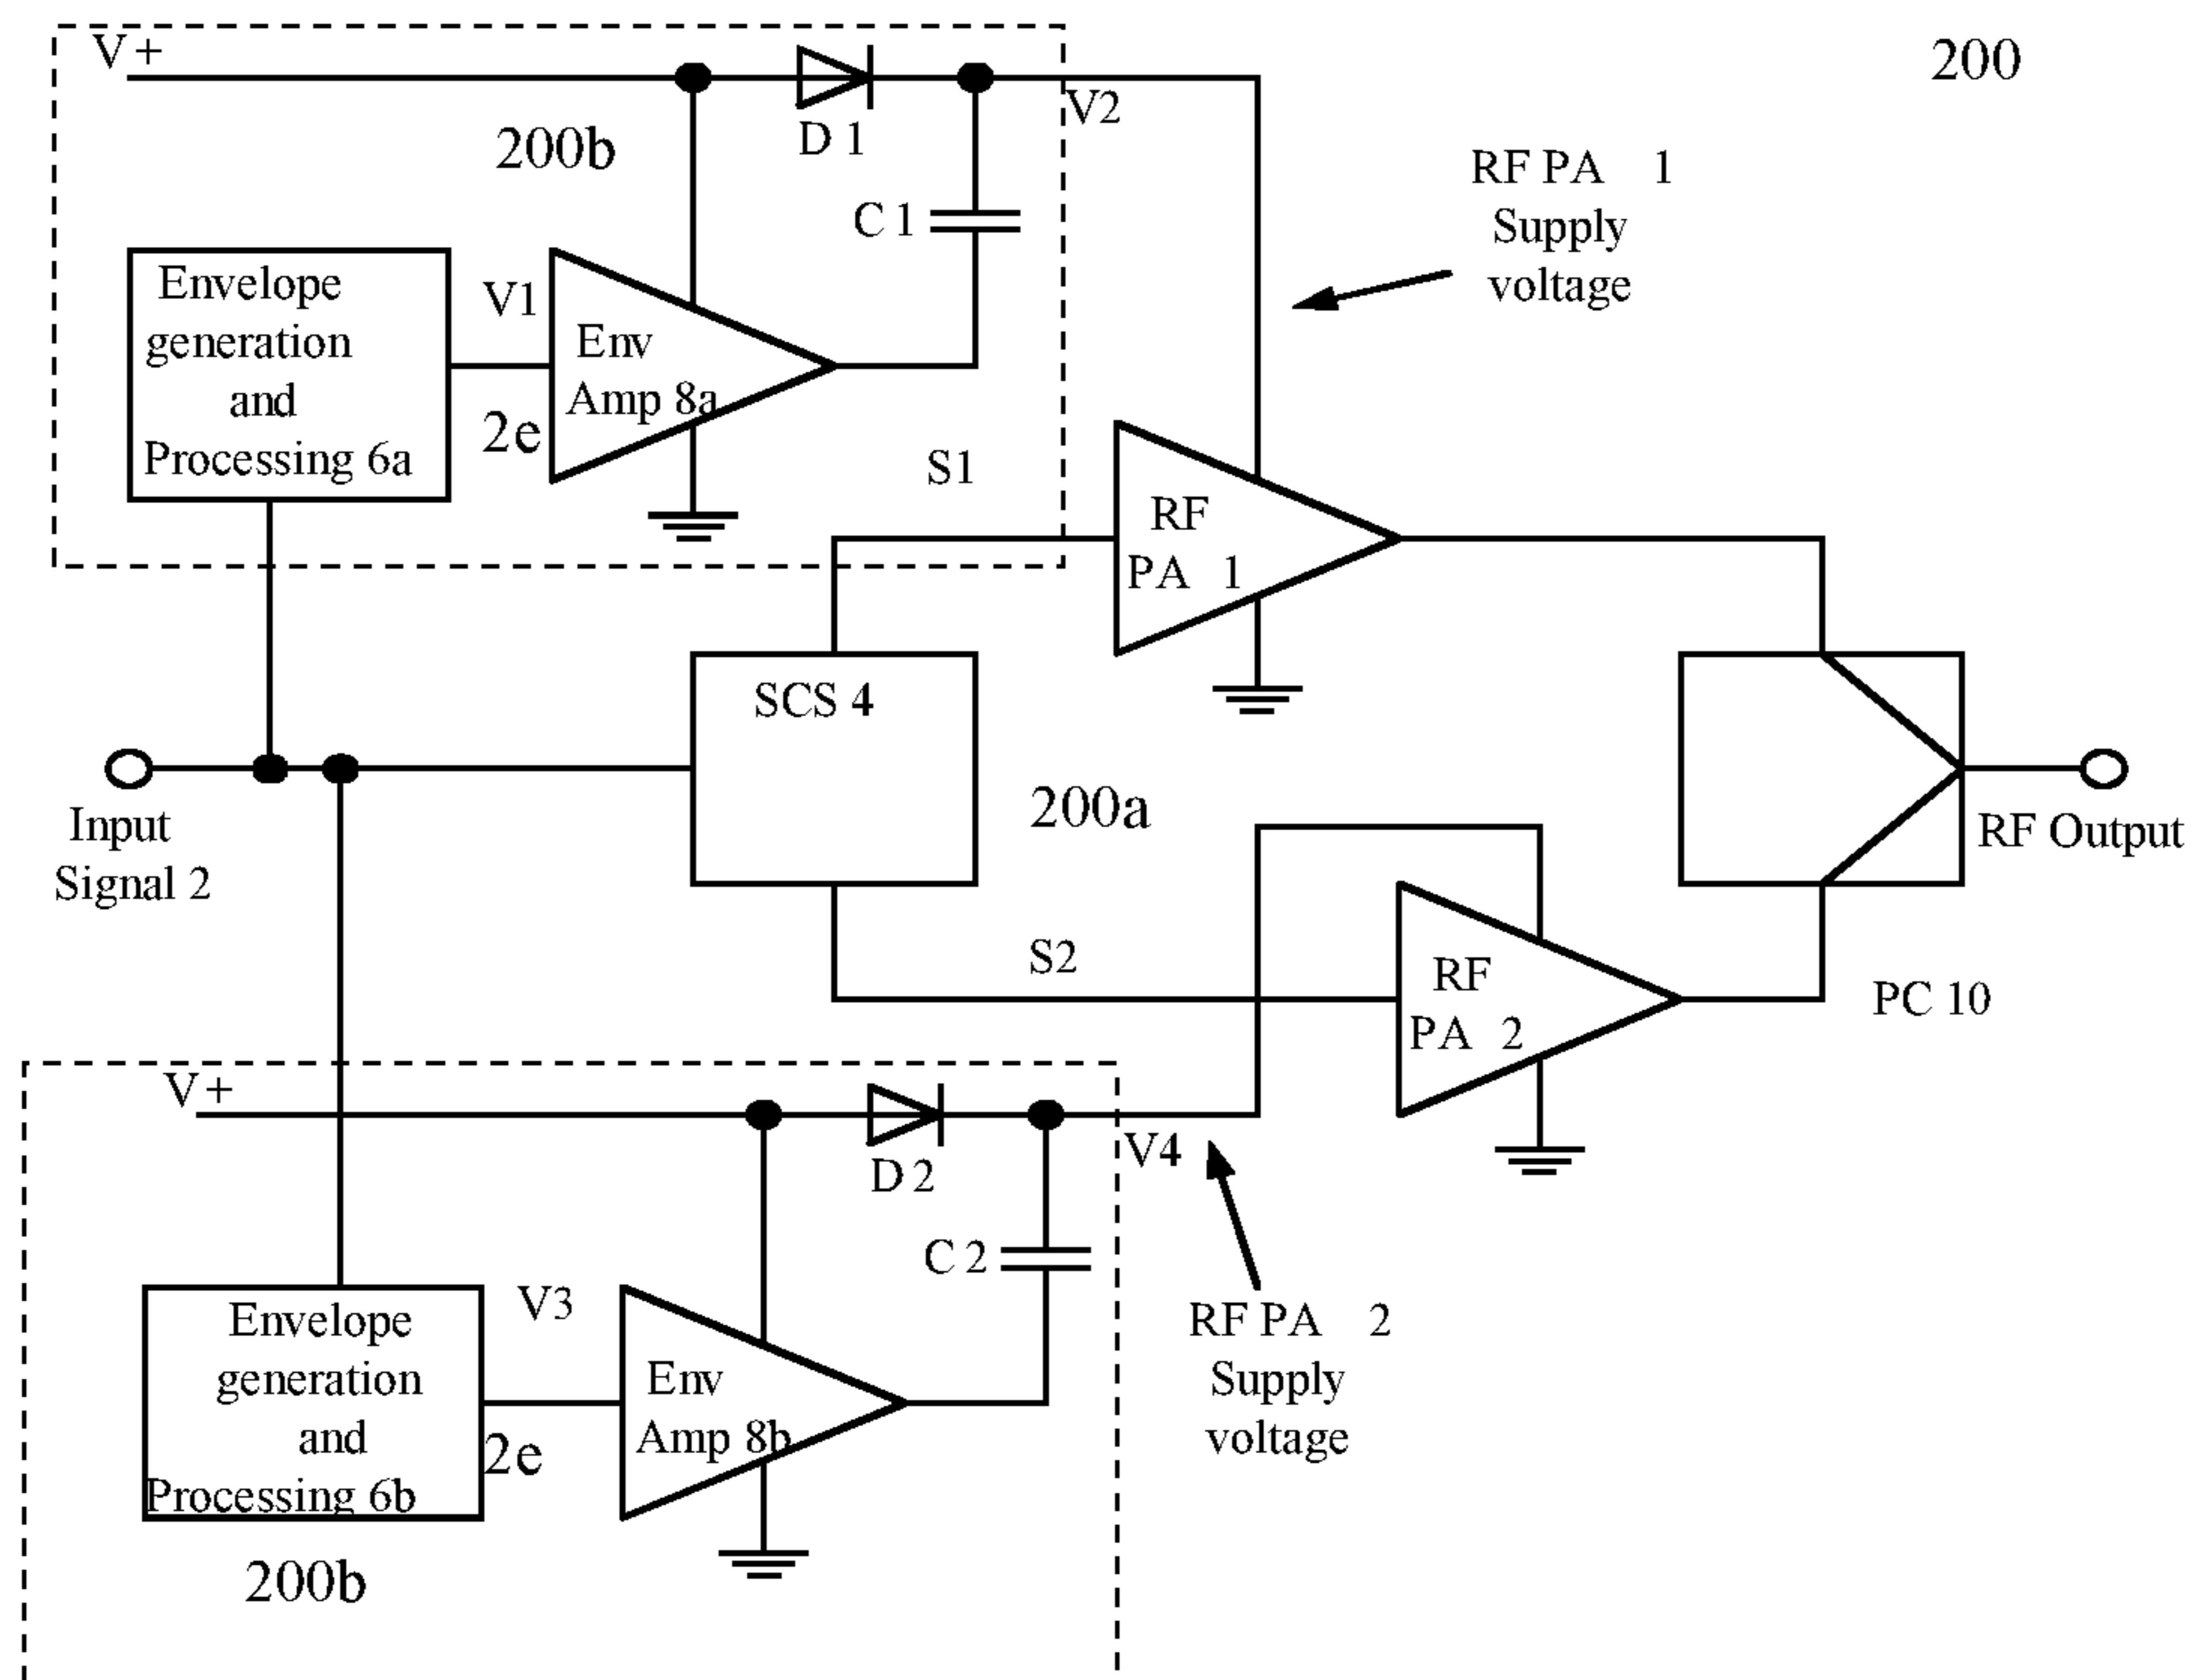 V+
200
V2
D 1
200b
RF PA 1
Supply
voltage
C 1
Envelope
generation
and
Processing 6a
V1
Env
Amp 8a
2e
S1
RF
PA 1
SCS 4
200a
Input
Signal 2
RF Output
S2
RF
PA 2
PC 10
V+
V4
D 2
C 2
V3
Envelope
generation
and
Processing 6b
Env
Amp 8b
2e
RF PA 2
Supply
voltage
200b